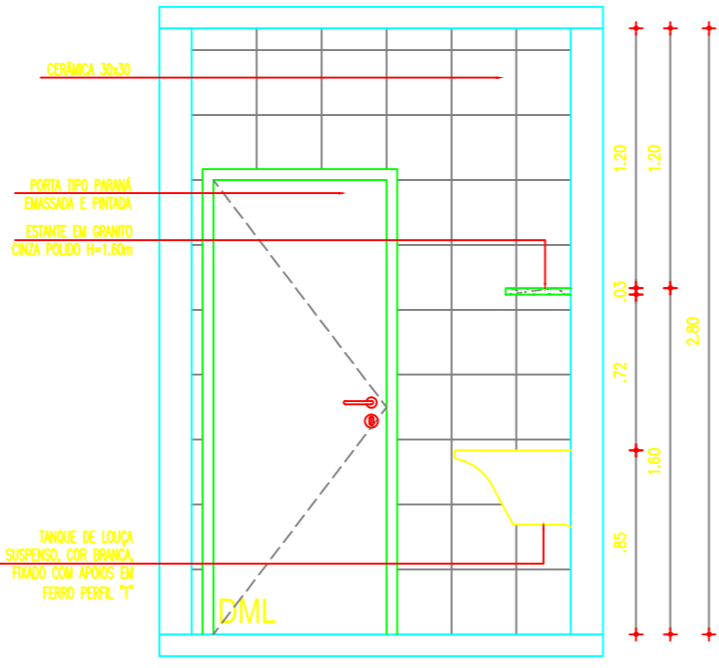 CERÂMICA 30x30
PORTA TIPO PARANÁ
EMASSADA E PINTADA
ESTANTE EM GRANITO
CINZA POLIDO H=1.60m
TANQUE DE LOUÇA
SUSPENSO, COR BRANCA,
FIXADO COM APOIOS EM
FERRO PERFIL "T"
DML
1.20
1.20
.03
2.80
.72
1.60
.85